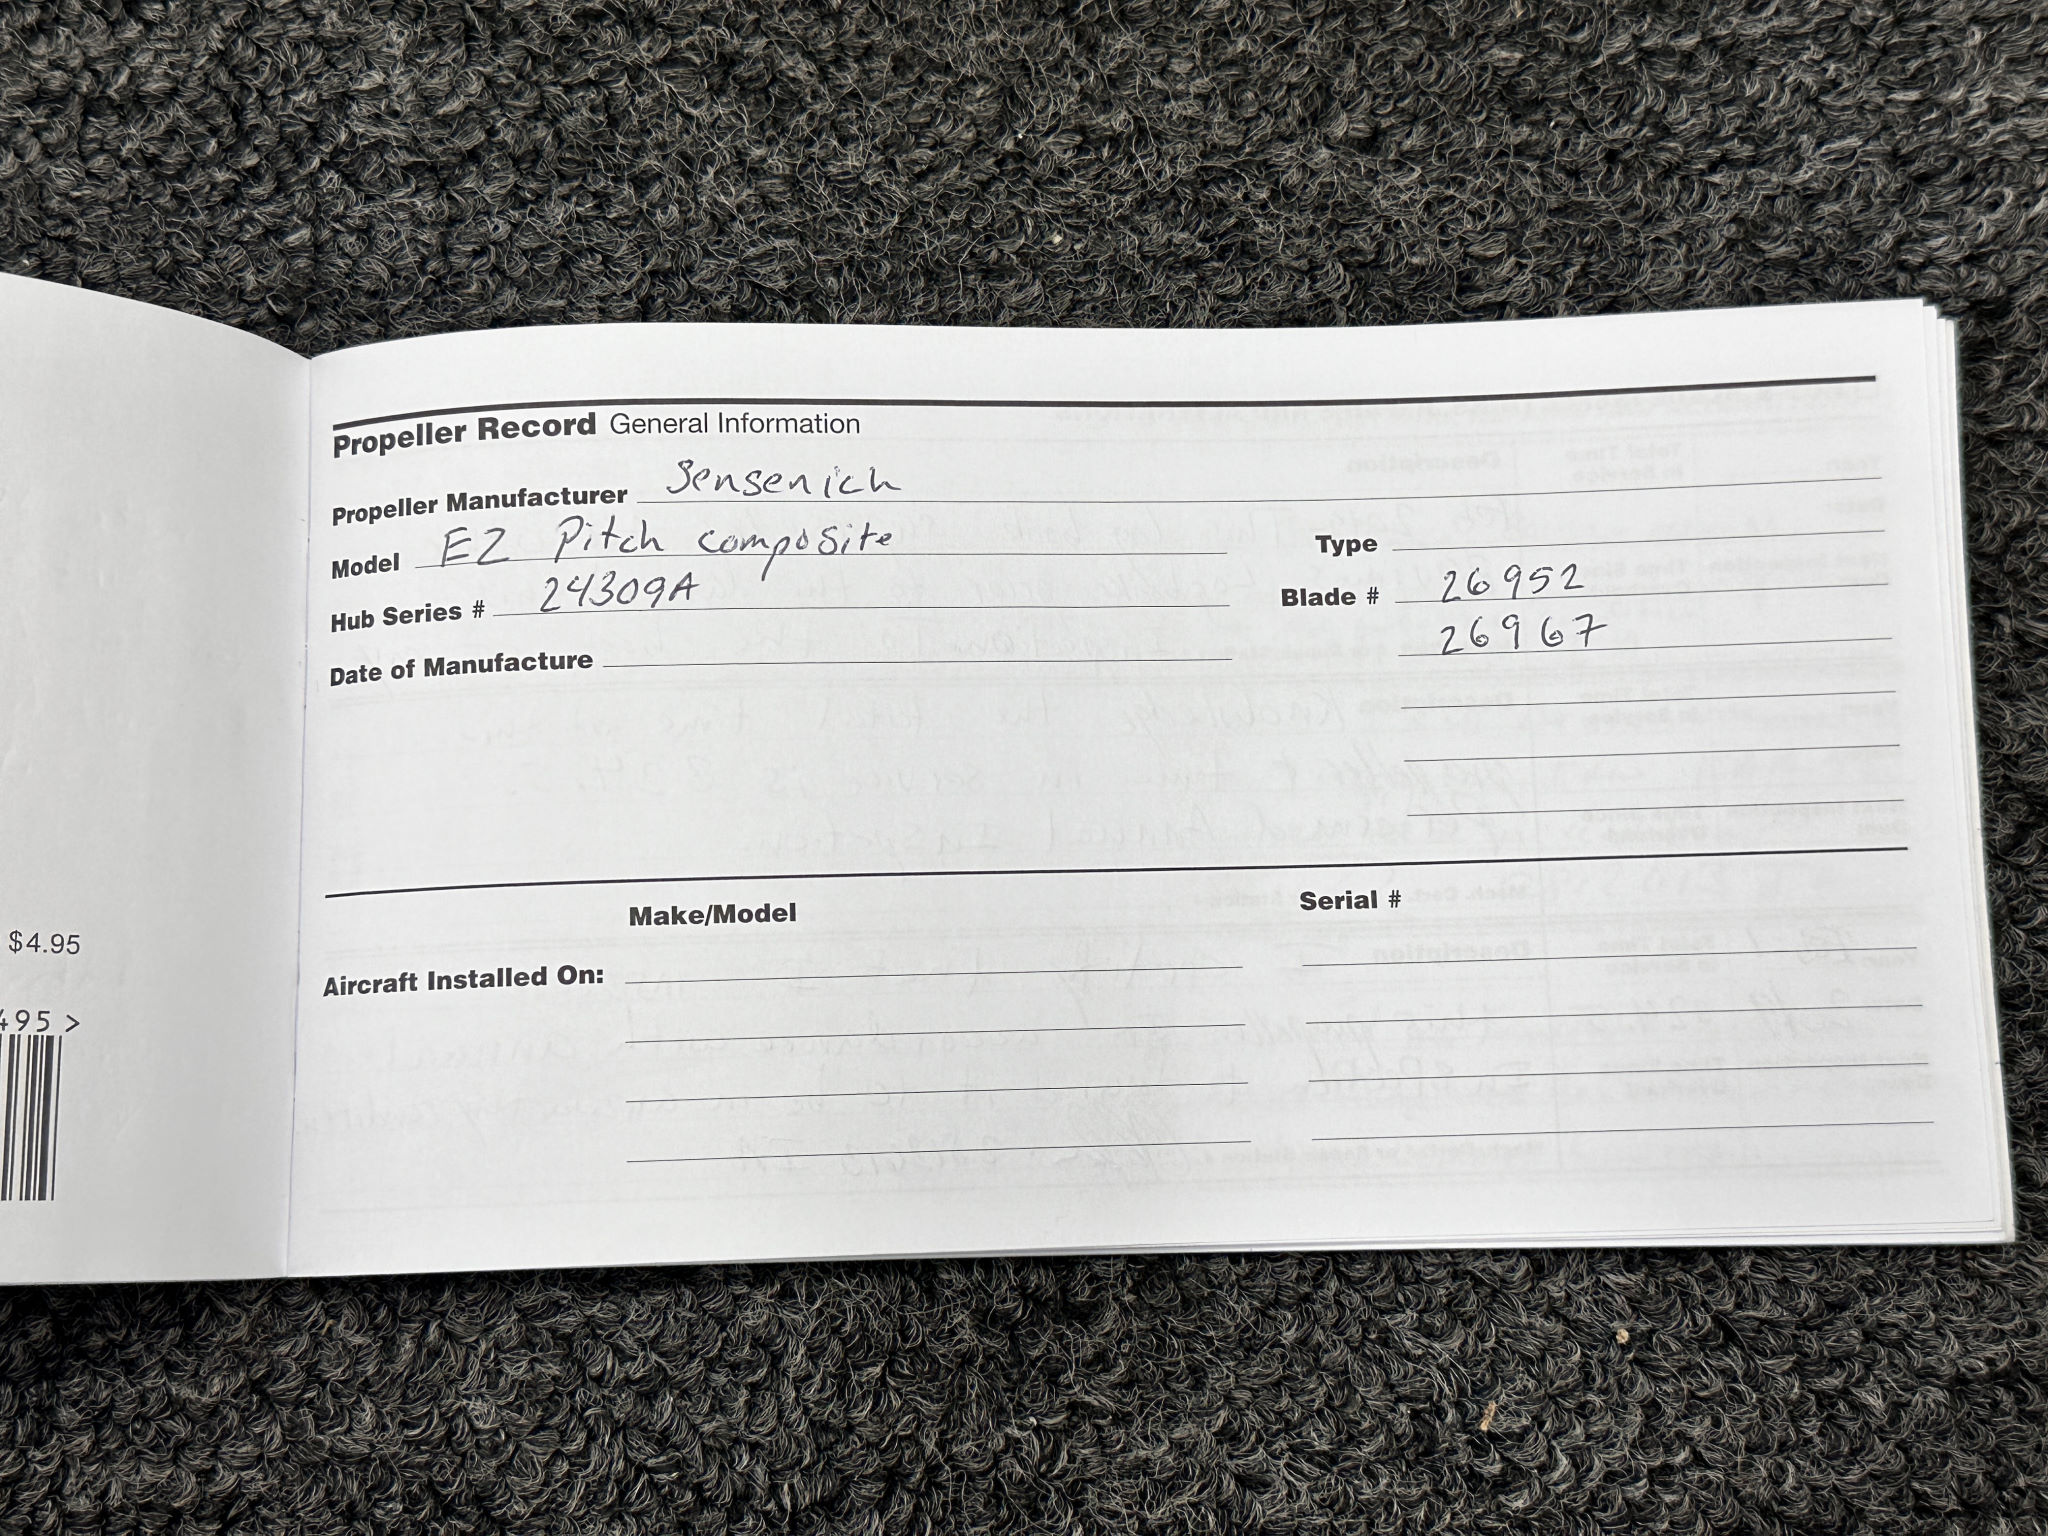 Propeller Record General Information
Propeller Manufacturer Sensenich
Model EZ Pitch composite
Type
Hub Series # 24309A
Blade # 26952
26967
Date of Manufacture
Make/Model
Serial #
Aircraft Installed On:
$4.95
495 >